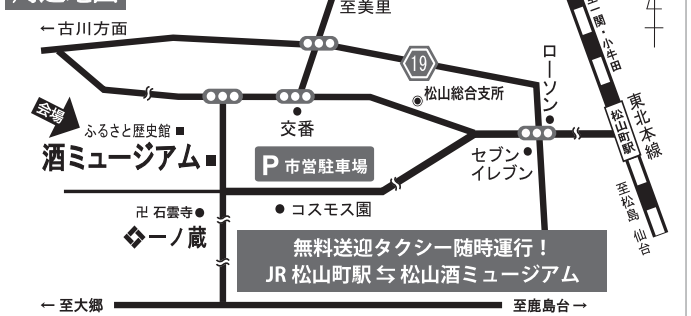 至美里
←古川方面
一関・小牛田
19
ローソン
松山総合支所
会場
ふるさと歴史館
酒ミュージアム
交番
P 市営駐車場
セブン
イレブン
松山町駅
東北本線
至松島 仙台
卍 石雲寺
コスモス園
一ノ蔵
無料送迎タクシー随時運行！
JR 松山町駅 ⇆ 松山酒ミュージアム
← 至大郷
至鹿島台→